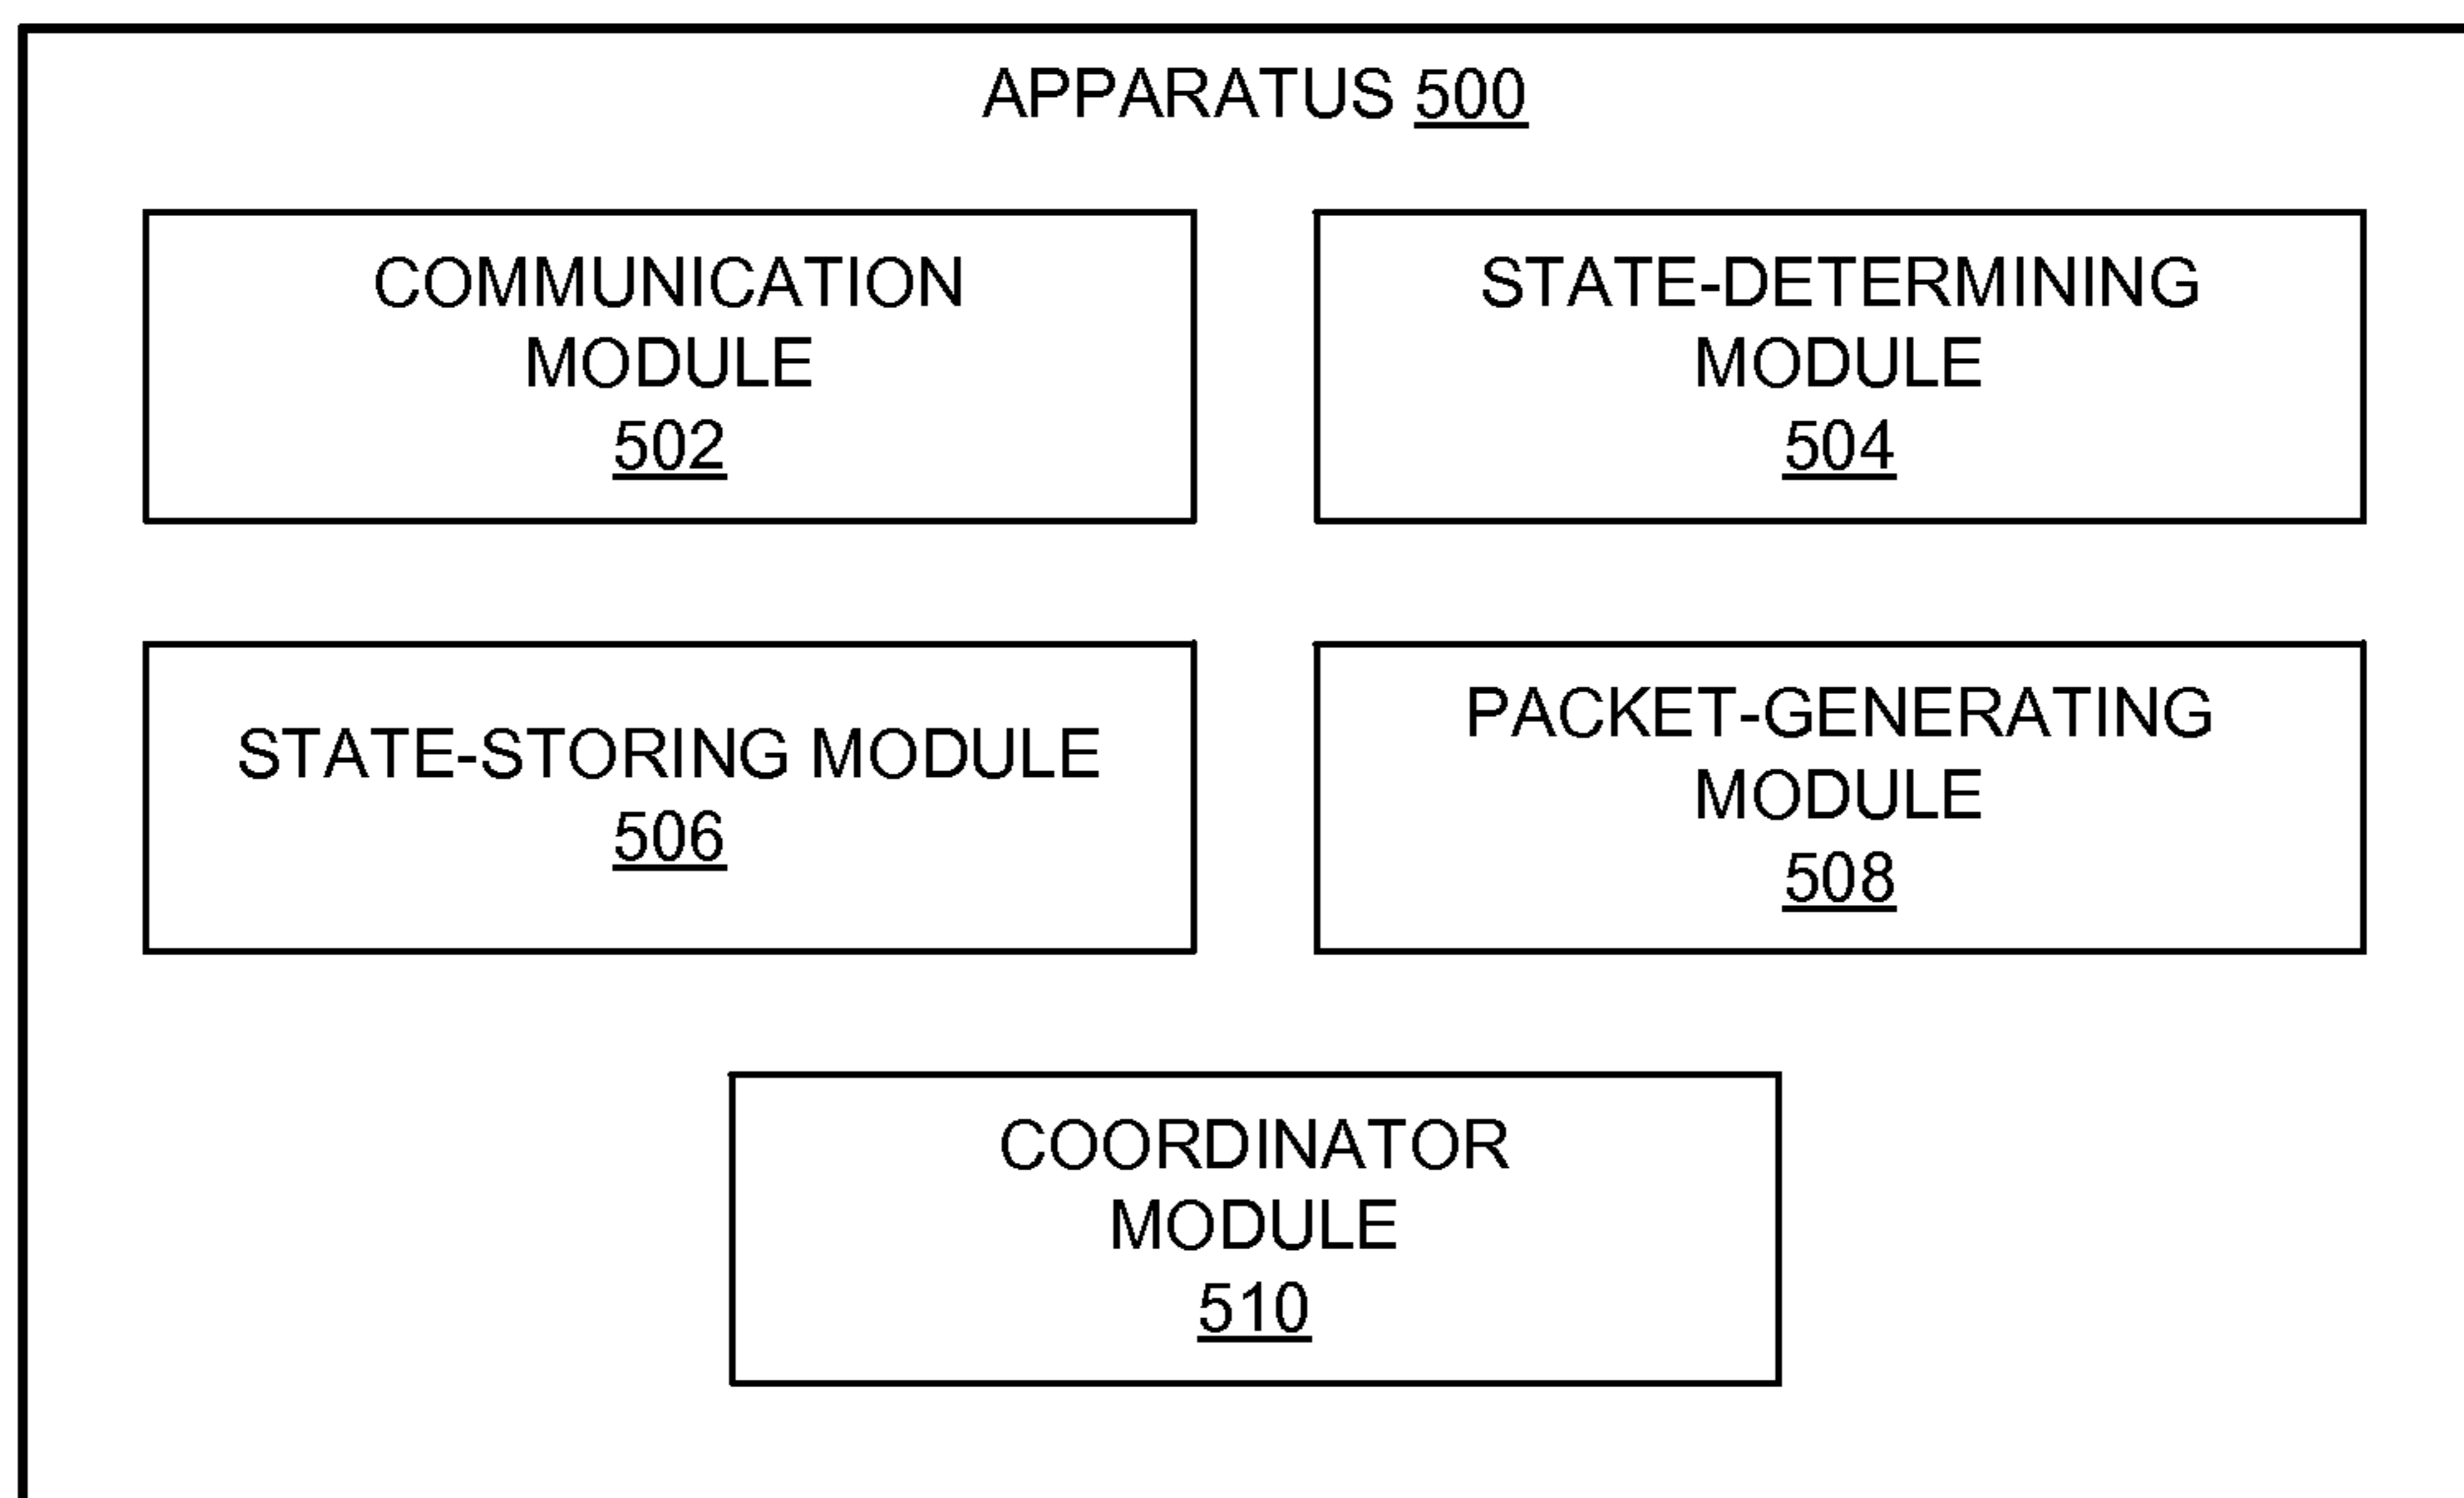 APPARATUS 500
COMMUNICATION
MODULE
502
STATE-DETERMINING
MODULE
504
STATE-STORING MODULE
506
PACKET-GENERATING
MODULE
508
COORDINATOR
MODULE
510